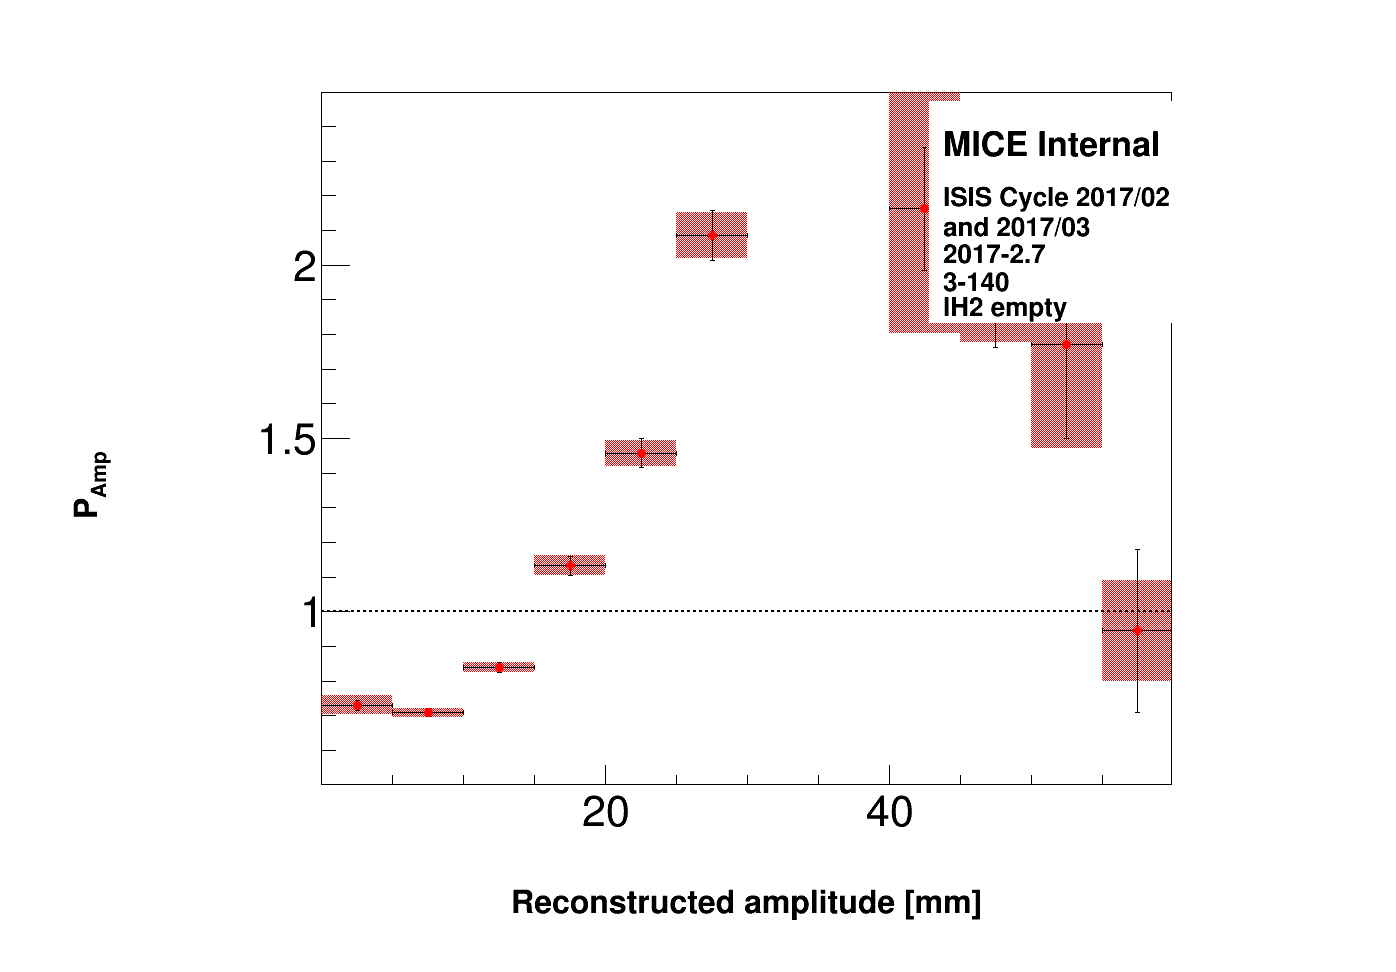 MICE Internal
ISIS Cycle 2017/02
and 2017/03
2017-2.7
3-140
IH2 empty
2
1.5
1
P_Amp
20
40
Reconstructed amplitude [mm]